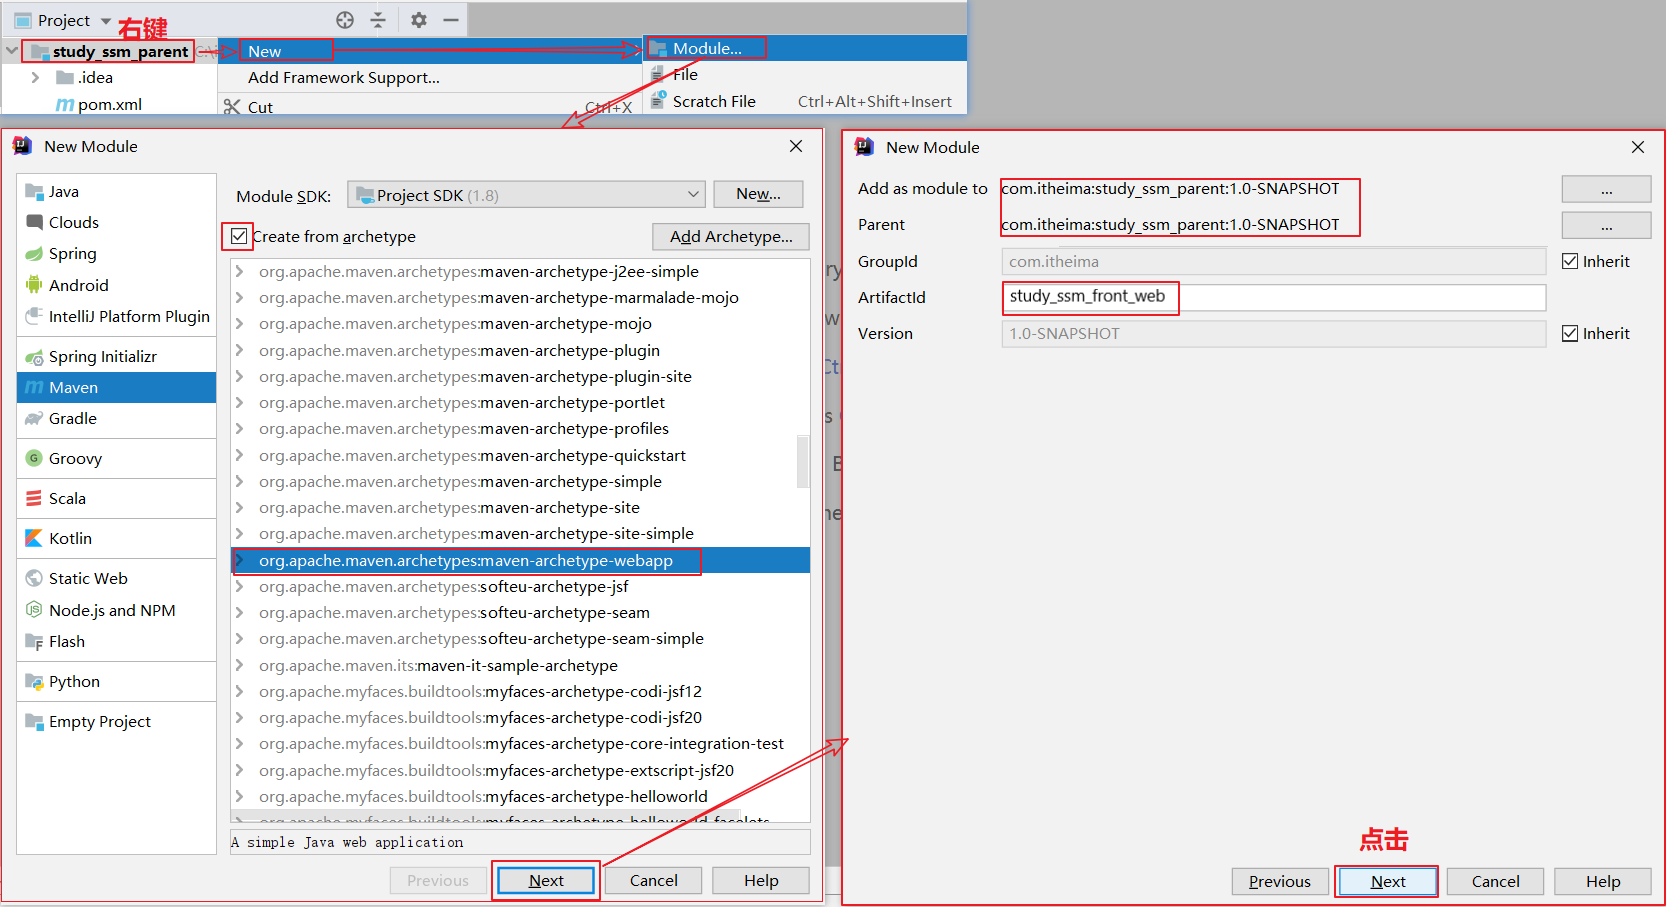 Project
右键
study_ssm_parent
.idea
pom.xml
New
Add Framework Support...
Cut
Ctrl+X
Module...
File
Scratch File
Ctrl+Alt+Shift+Insert
New Module
Java
Clouds
Spring
Android
IntelliJ Platform Plugin
Spring Initializr
Maven
Gradle
Groovy
Scala
Kotlin
Static Web
Node.js and NPM
Flash
Python
Empty Project
Module SDK:
Project SDK (1.8)
New...
Create from archetype
Add Archetype...
org.apache.maven.archetypes:maven-archetype-j2ee-simple
org.apache.maven.archetypes:maven-archetype-marmalade-mojo
org.apache.maven.archetypes:maven-archetype-mojo
org.apache.maven.archetypes:maven-archetype-plugin
org.apache.maven.archetypes:maven-archetype-plugin-site
org.apache.maven.archetypes:maven-archetype-portlet
org.apache.maven.archetypes:maven-archetype-profiles
org.apache.maven.archetypes:maven-archetype-quickstart
org.apache.maven.archetypes:maven-archetype-simple
org.apache.maven.archetypes:maven-archetype-site
org.apache.maven.archetypes:maven-archetype-site-simple
org.apache.maven.archetypes:maven-archetype-webapp
org.apache.maven.archetypes:softeu-archetype-jsf
org.apache.maven.archetypes:softeu-archetype-seam
org.apache.maven.archetypes:softeu-archetype-seam-simple
org.apache.maven.its:maven-it-sample-archetype
org.apache.myfaces.buildtools:myfaces-archetype-codi-jsf12
org.apache.myfaces.buildtools:myfaces-archetype-codi-jsf20
org.apache.myfaces.buildtools:myfaces-archetype-core-integration-test
org.apache.myfaces.buildtools:myfaces-archetype-extscript-jsf20
org.apache.myfaces.buildtools:myfaces-archetype-helloworld
org.apache.myfaces.buildtools:myfaces-archetype-helloworld-facelets
A simple Java web application
Previous
Next
Cancel
Help
New Module
Add as module to
com.itheima:study_ssm_parent:1.0-SNAPSHOT
...
Parent
com.itheima:study_ssm_parent:1.0-SNAPSHOT
...
GroupId
com.itheima
Inherit
ArtifactId
study_ssm_front_web
Version
1.0-SNAPSHOT
Inherit
点击
Previous
Next
Cancel
Help